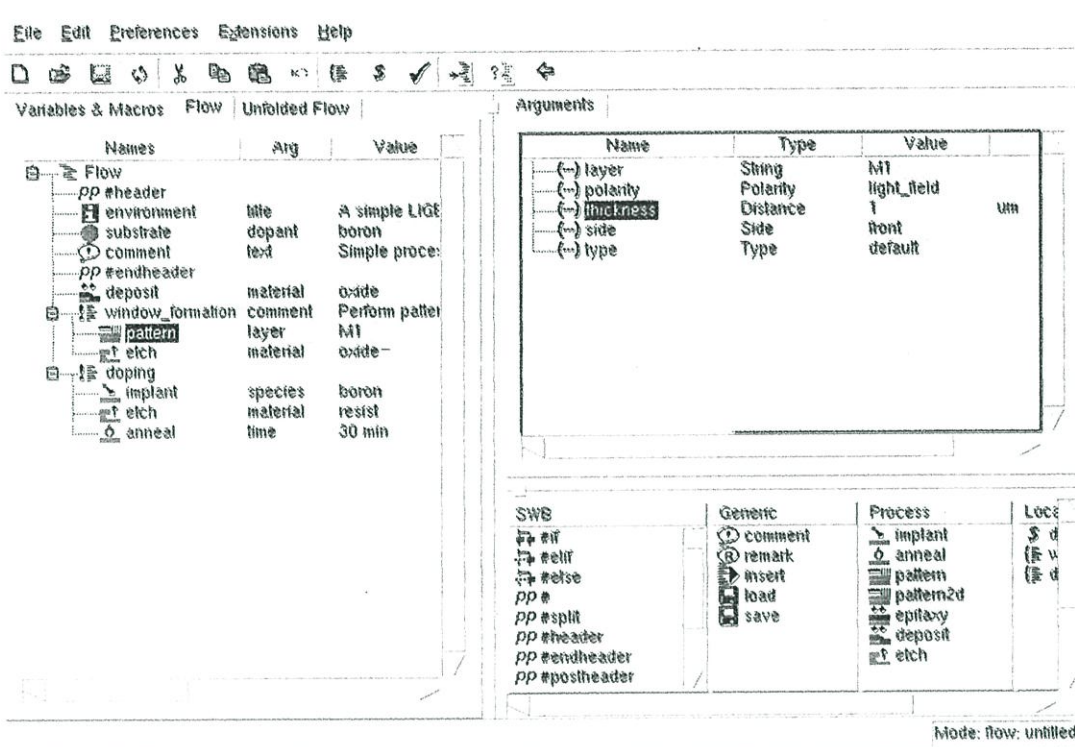 File Edit Preferences Extensions Help
Variables & Macros Flow Unfolded Flow
Names Arg Value
Flow
pp #header
environment title A simple LIGE
substrate dopant boron
comment text Simple proces
pp #endheader
deposit material oxide
window_formation comment Perform patter
pattern layer M1
etch material oxide
doping
implant species boron
etch material resist
anneal time 30 min
Arguments
Name Type Value
(···) layer String M1
(···) polarity Polarity light_field
(···) thickness Distance 1 um
(···) side Side front
(···) type Type default
SWB
#if
#elif
#else
pp #
pp #split
pp #header
pp #endheader
pp #postheader
Generic
comment
remark
insert
load
save
Process
implant
anneal
pattern
pattern2d
epitaxy
deposit
etch
Loca
$ d
w
d
Mode: flow: untitled